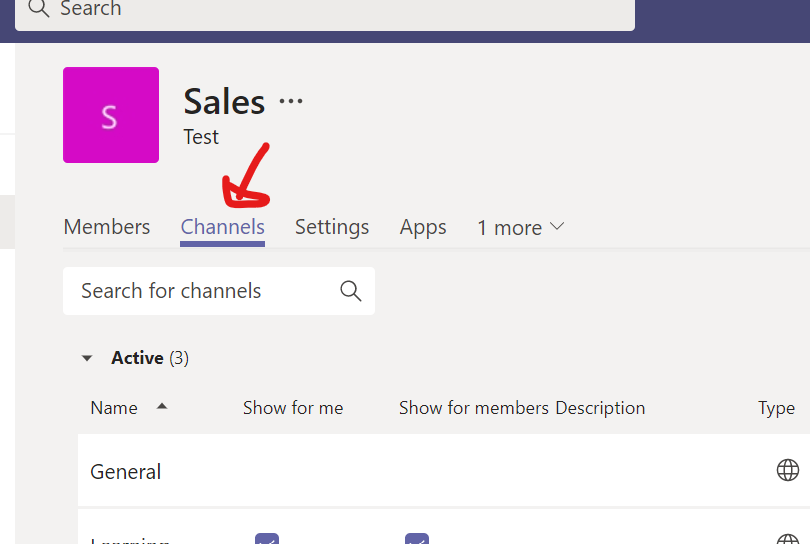 Search
S
Sales ...
Test
Members Channels Settings Apps 1 more
Search for channels
Active (3)
Name Show for me Show for members Description Type
General
Learning